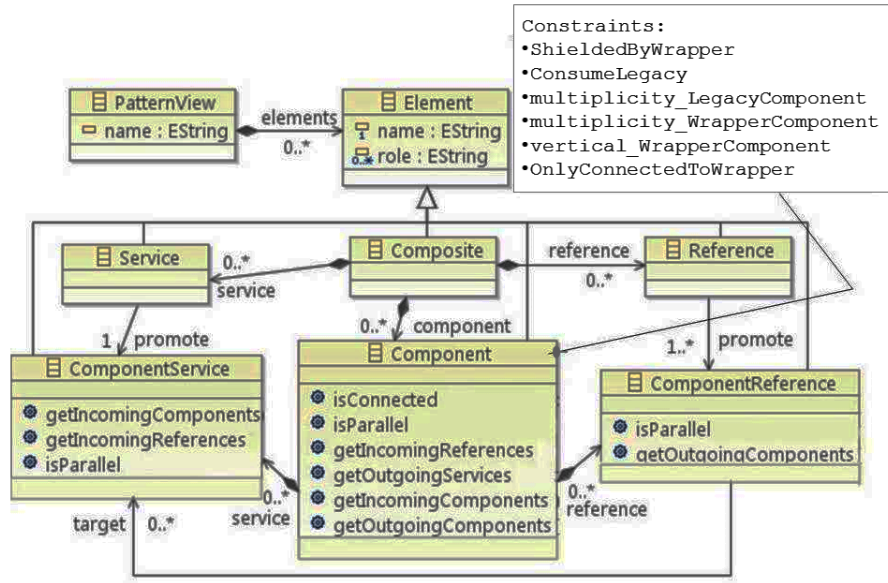 Constraints:
•ShieldedByWrapper
•ConsumeLegacy
•multiplicity_LegacyComponent
•multiplicity_WrapperComponent
•vertical_WrapperComponent
•OnlyConnectedToWrapper
PatternView
name : EString
elements
0..*
Element
1 name : EString
0..* role : EString
Service
0..*
service
Composite
reference
0..*
Reference
1 promote
0..* component
1..* promote
ComponentService
getIncomingComponents
getIncomingReferences
isParallel
Component
isConnected
isParallel
getIncomingReferences
getOutgoingServices
getIncomingComponents
getOutgoingComponents
ComponentReference
isParallel
getOutgoingComponents
0..*
service
0..*
reference
target 0..*